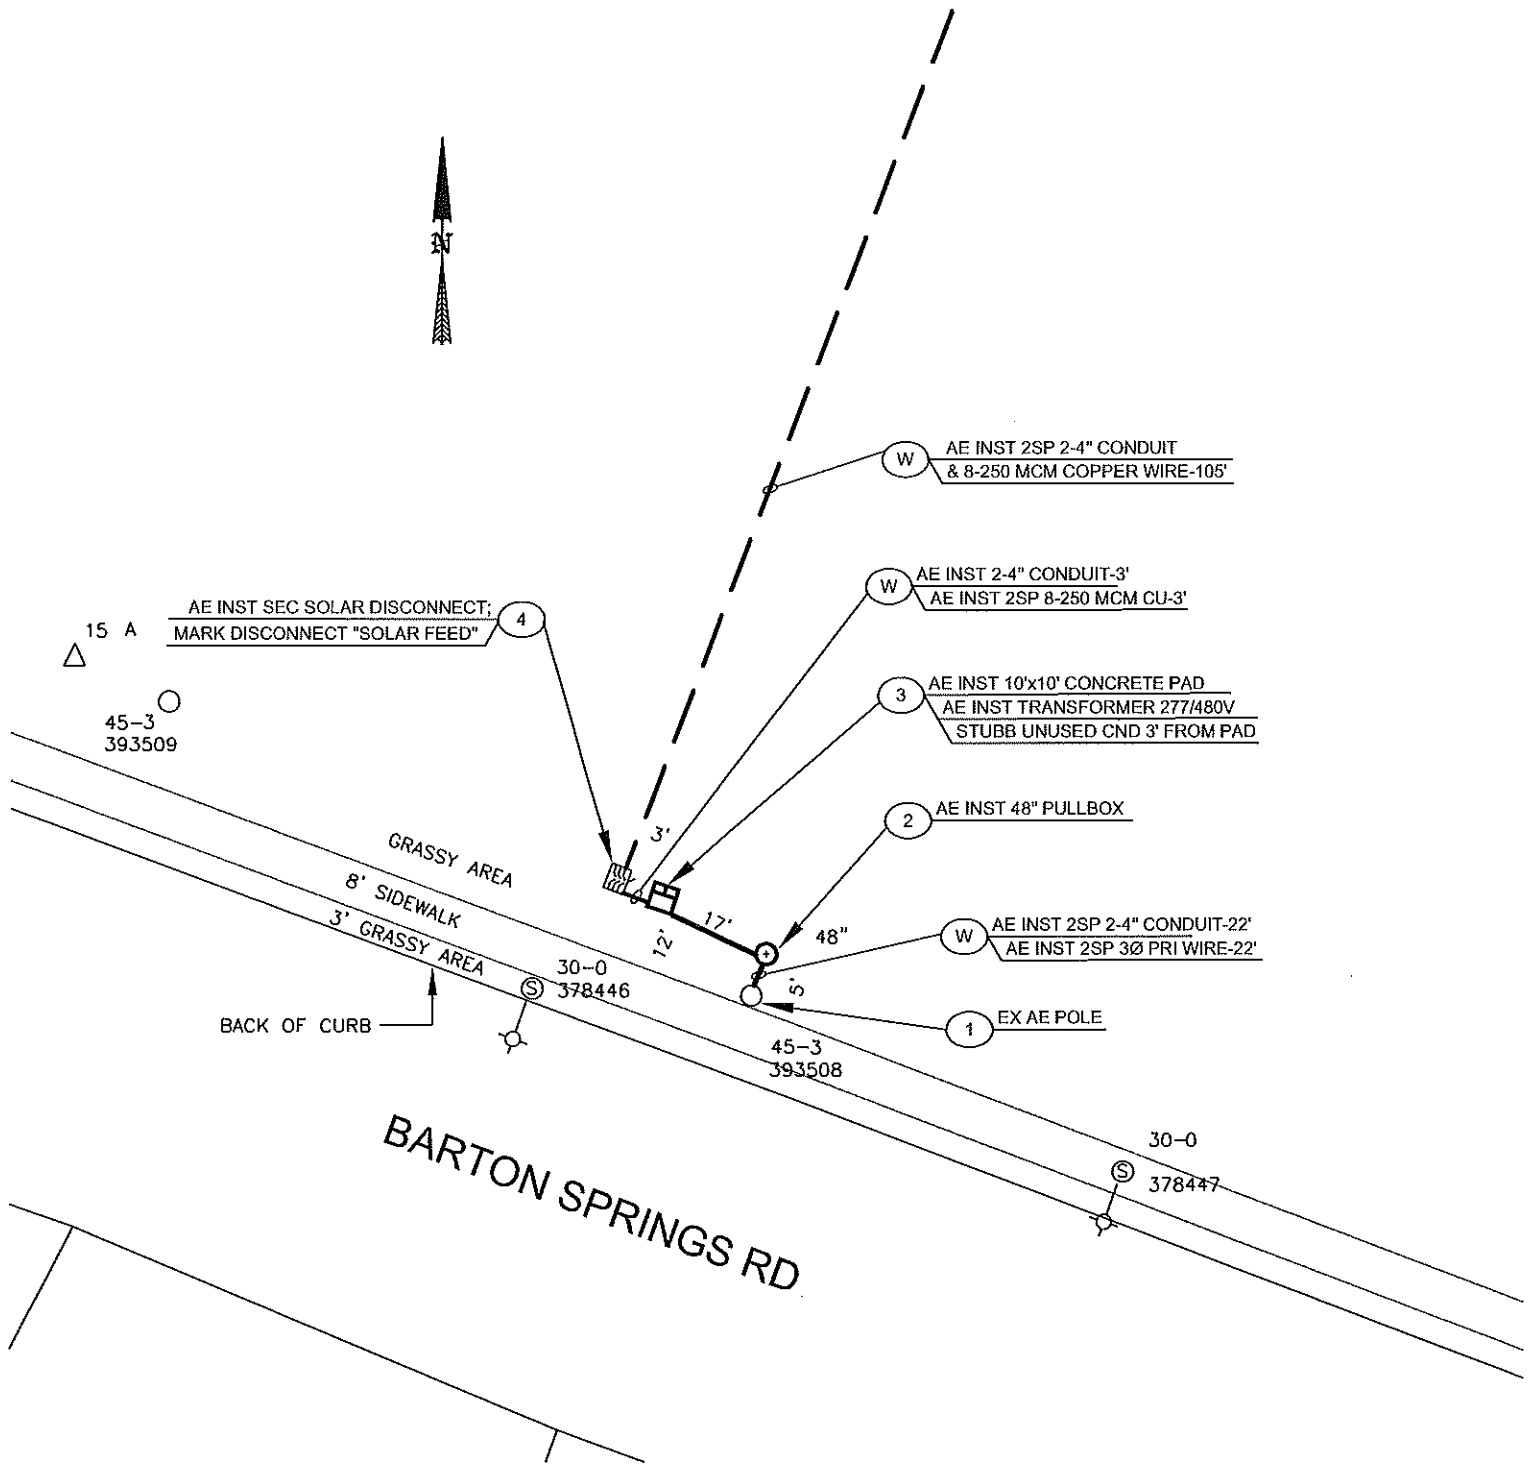 N
W
AE INST 2SP 2-4" CONDUIT
& 8-250 MCM COPPER WIRE-105'
W
AE INST 2-4" CONDUIT-3'
AE INST 2SP 8-250 MCM CU-3'
AE INST SEC SOLAR DISCONNECT;
MARK DISCONNECT "SOLAR FEED"
4
15 A
3
AE INST 10'x10' CONCRETE PAD
AE INST TRANSFORMER 277/480V
STUBB UNUSED CND 3' FROM PAD
45-3
393509
2
AE INST 48" PULLBOX
3'
GRASSY AREA
8' SIDEWALK
3' GRASSY AREA
17'
12'
48"
5'
W
AE INST 2SP 2-4" CONDUIT-22'
AE INST 2SP 3Ø PRI WIRE-22'
30-0
S
378446
BACK OF CURB
1
EX AE POLE
45-3
393508
BARTON SPRINGS RD
30-0
S
378447